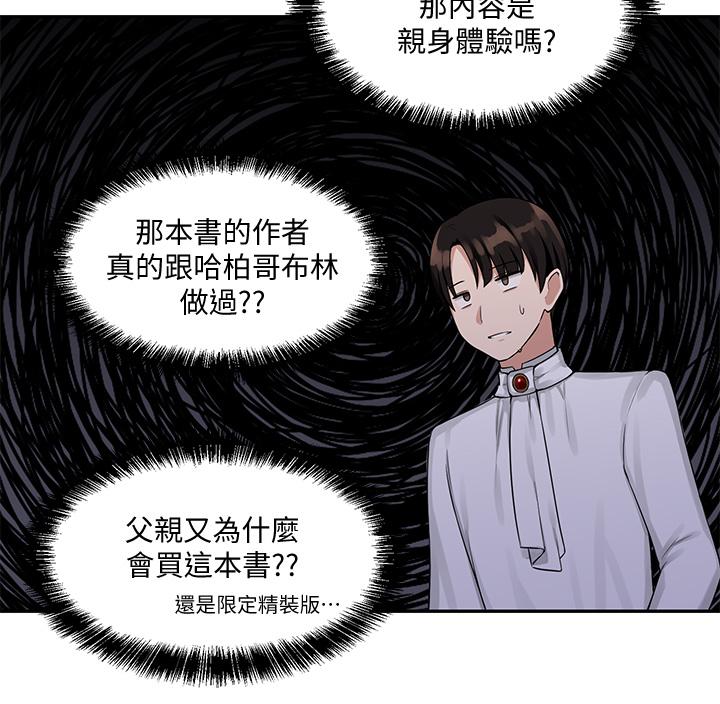 那內容是
親身體驗嗎?
那本書的作者
真的跟哈柏哥布林
做過??
父親又為什麼
會買這本書??
還是限定精裝版…